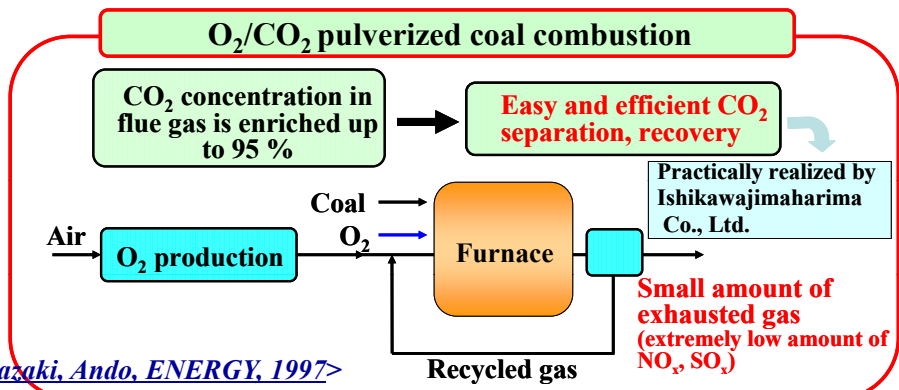 O₂/CO₂ pulverized coal combustion
CO₂ concentration in
flue gas is enriched up
to 95 %
Easy and efficient CO₂
separation, recovery
Practically realized by
Ishikawajimaharima
Co., Ltd.
Coal
O₂
Air
O₂ production
Furnace
Small amount of
exhausted gas
(extremely low amount of
NOₓ, SOₓ)
Recycled gas
Ando, ENERGY, 1997>